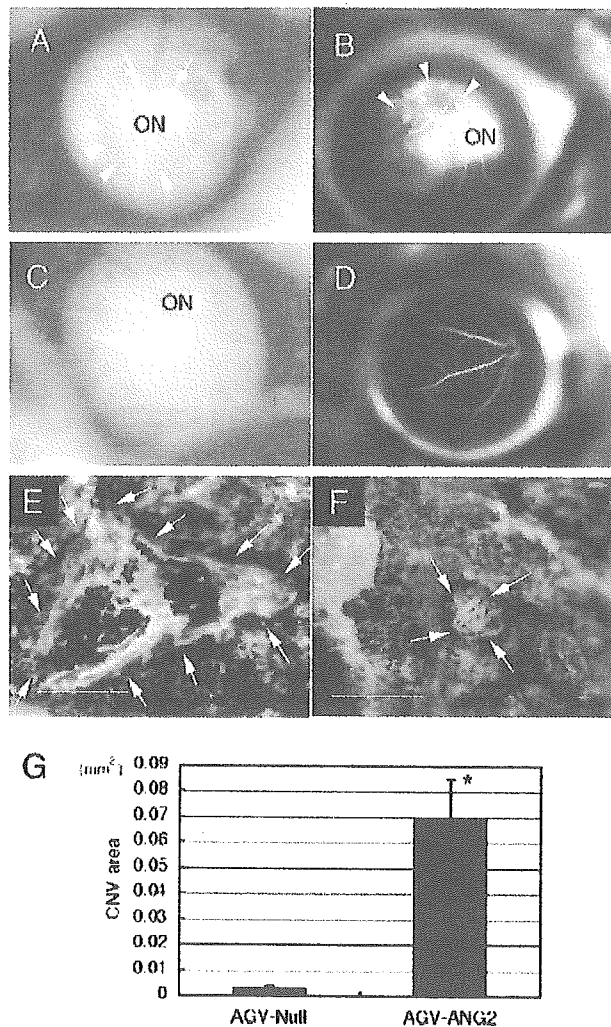 A
ON
B
ON
C
ON
D
E
F
G
(mm²)
0.09
0.08
0.07
0.06
0.05
0.04
0.03
0.02
0.01
0
CNV area
*
AGV-Null
AGV-ANG2